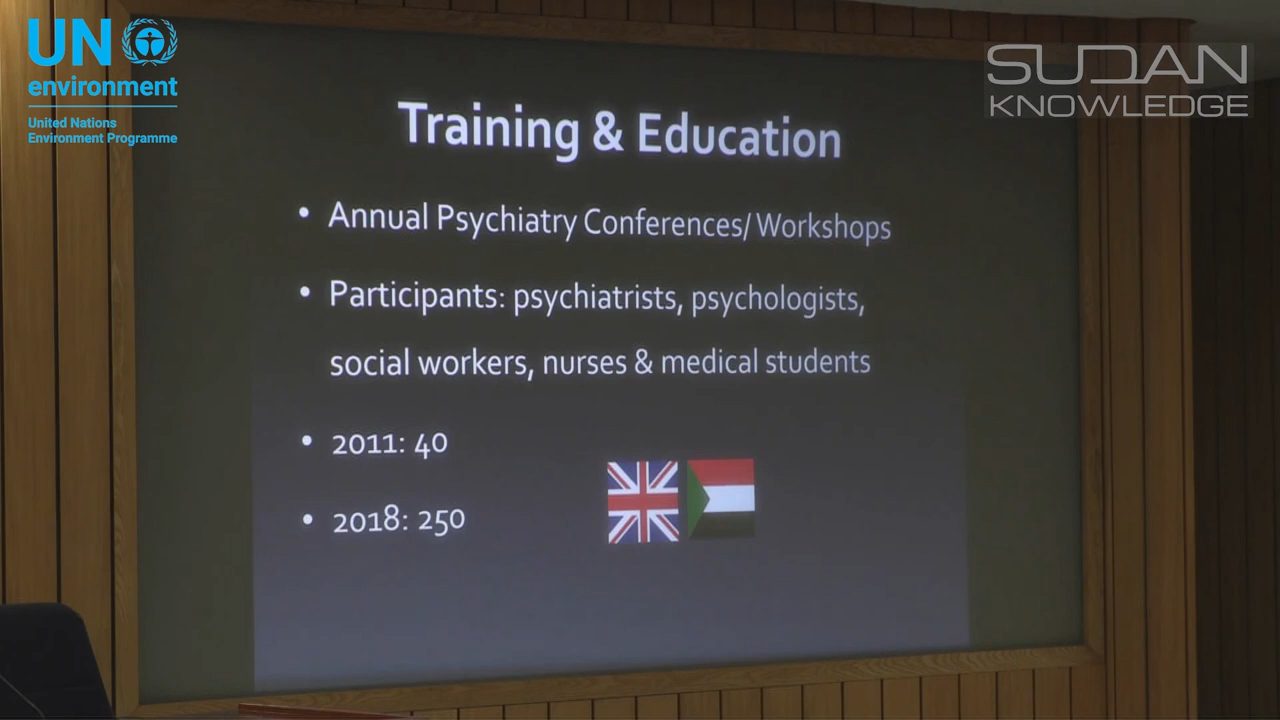 UN
environment
United Nations
Environment Programme
SUDAN
KNOWLEDGE
Training & Education
• Annual Psychiatry Conferences/ Workshops
• Participants: psychiatrists, psychologists,
social workers, nurses & medical students
• 2011: 40
• 2018: 250